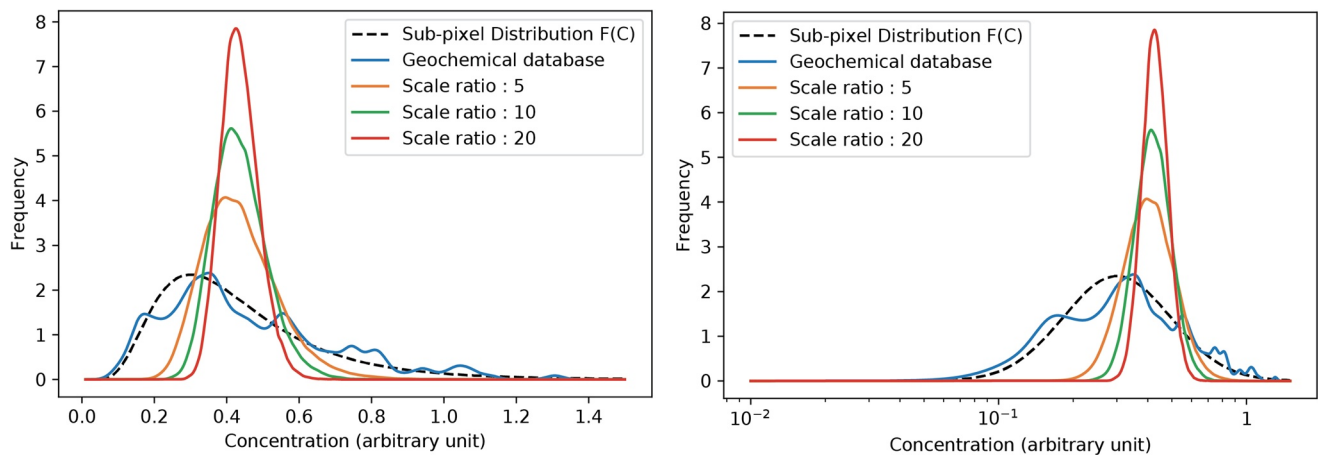 8
7
6
5
4
3
2
1
0
Frequency
Sub-pixel Distribution F(C)
Geochemical database
Scale ratio : 5
Scale ratio : 10
Scale ratio : 20
0.0 0.2 0.4 0.6 0.8 1.0 1.2 1.4
Concentration (arbitrary unit)
8
7
6
5
4
3
2
1
0
Frequency
Sub-pixel Distribution F(C)
Geochemical database
Scale ratio : 5
Scale ratio : 10
Scale ratio : 20
10⁻² 10⁻¹ 1
Concentration (arbitrary unit)